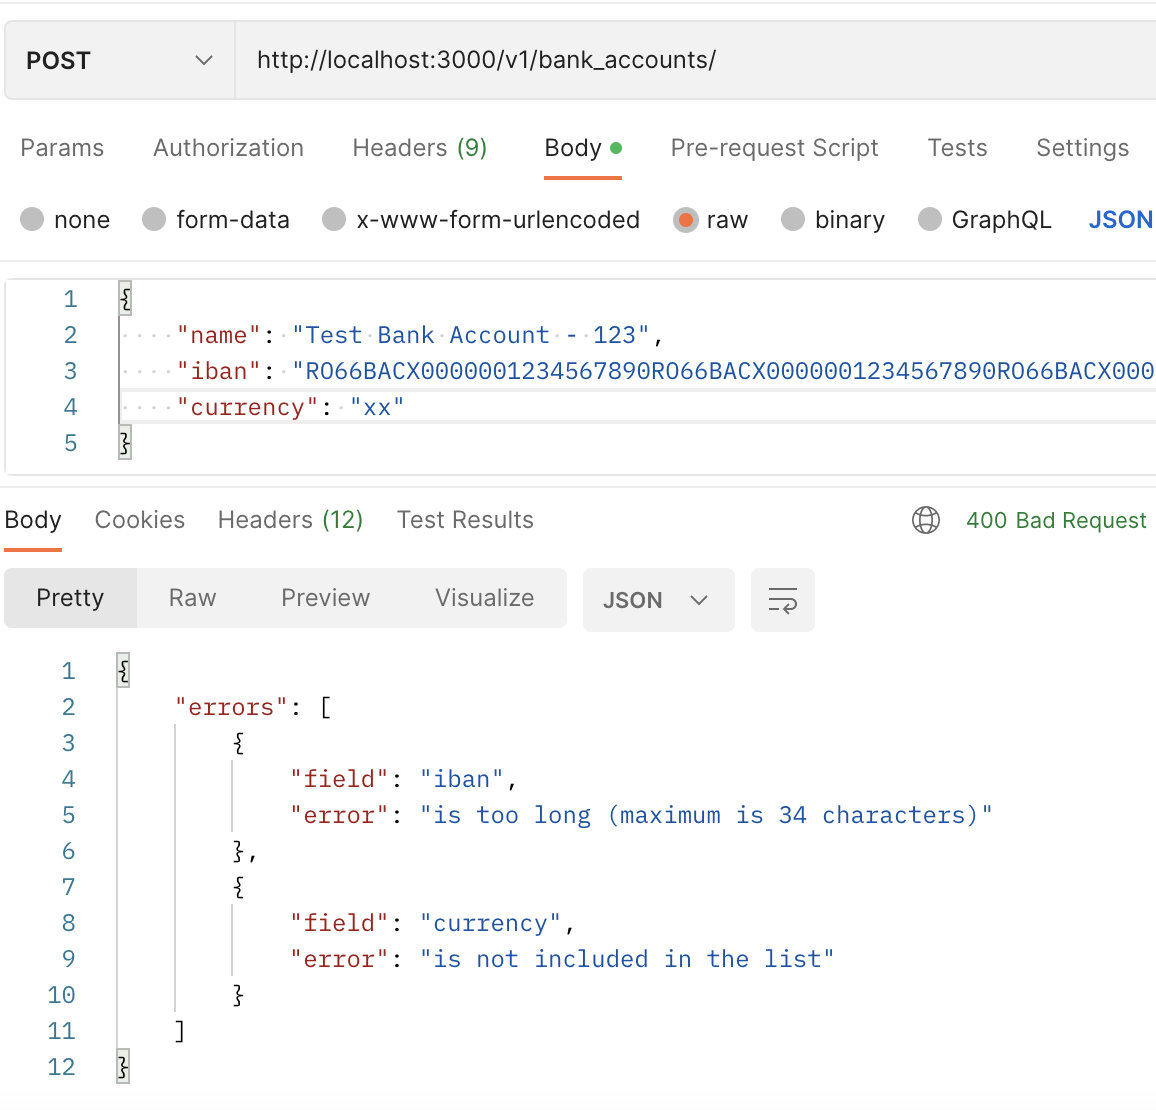 POST http://localhost:3000/v1/bank_accounts/
Params Authorization Headers (9) Body Pre-request Script Tests Settings
none form-data x-www-form-urlencoded raw binary GraphQL JSON
1 {
2 "name": "Test Bank Account - 123",
3 "iban": "RO66BACX0000001234567890RO66BACX0000001234567890RO66BACX000
4 "currency": "xx"
5 }
Body Cookies Headers (12) Test Results 400 Bad Request
Pretty Raw Preview Visualize JSON
1 {
2 "errors": [
3 {
4 "field": "iban",
5 "error": "is too long (maximum is 34 characters)"
6 },
7 {
8 "field": "currency",
9 "error": "is not included in the list"
10 }
11 ]
12 }